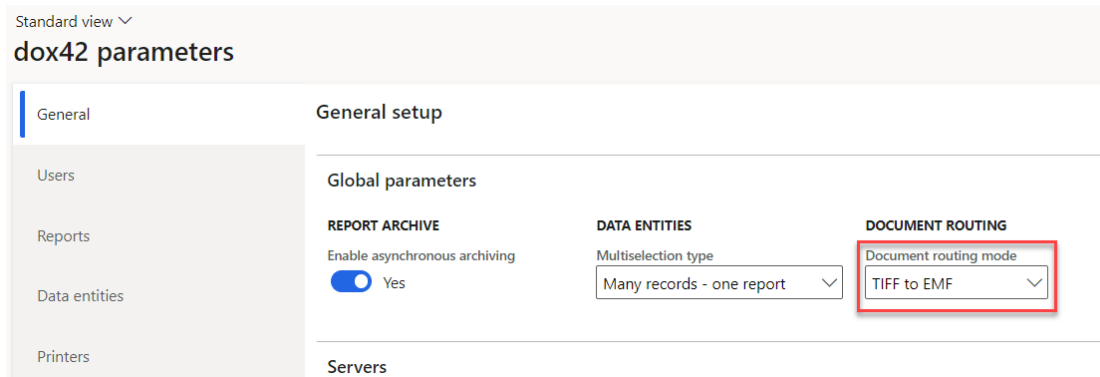 Standard view
dox42 parameters
General
Users
Reports
Data entities
Printers
General setup
Global parameters
REPORT ARCHIVE
Enable asynchronous archiving
Yes
DATA ENTITIES
Multiselection type
Many records - one report
DOCUMENT ROUTING
Document routing mode
TIFF to EMF
Servers